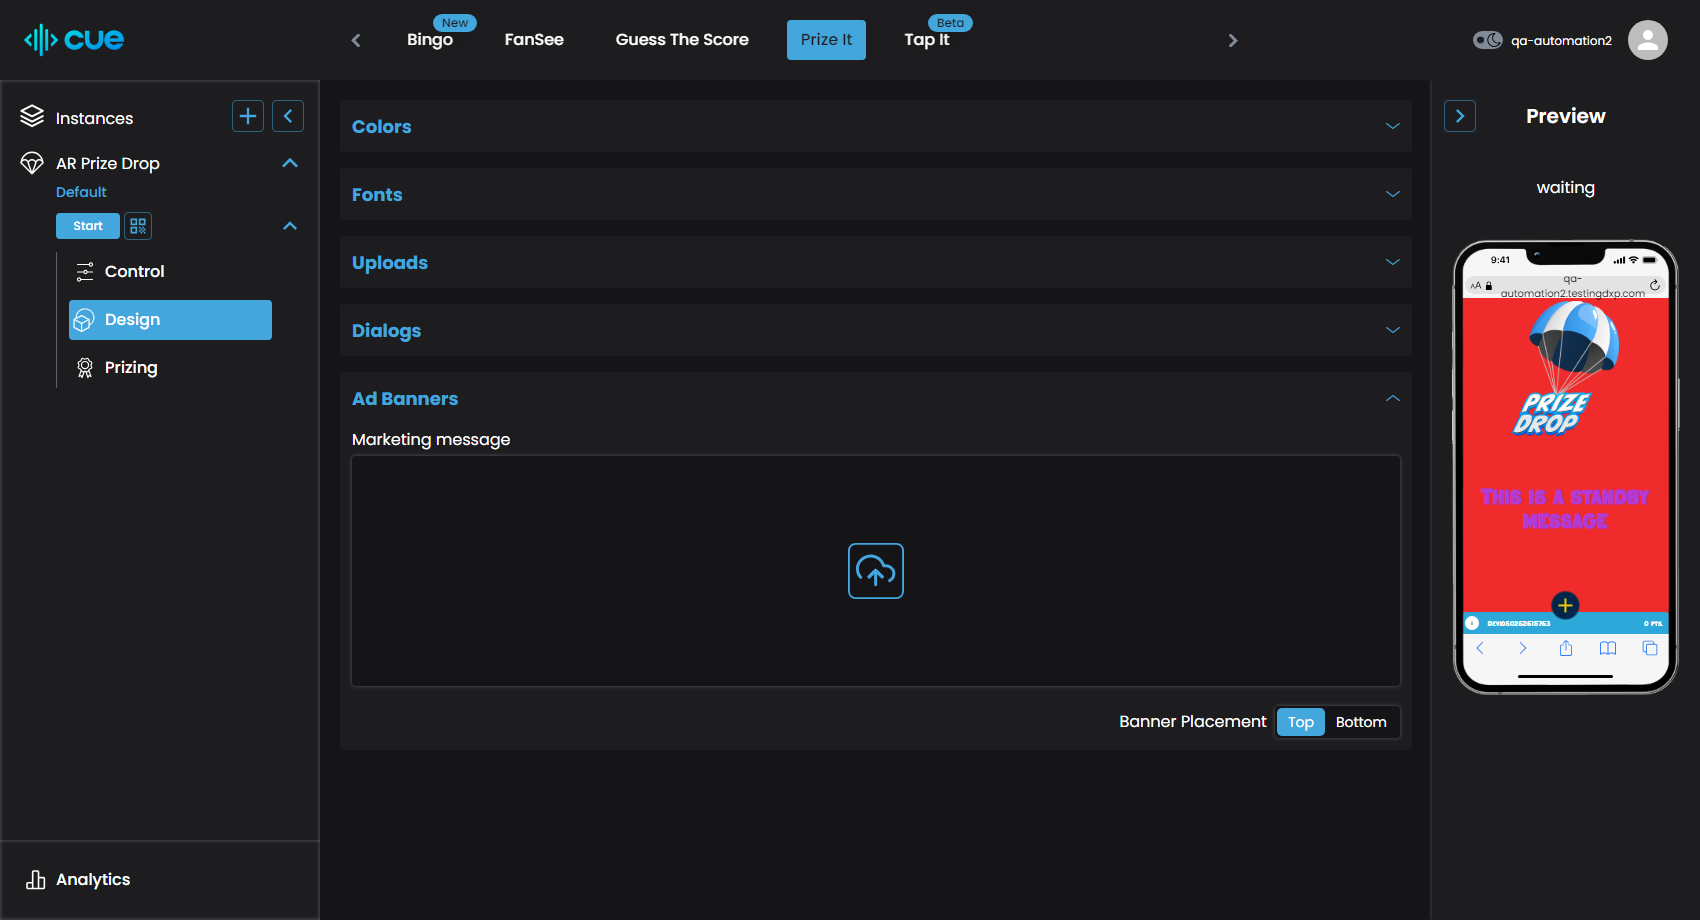 cue
New
Bingo
FanSee
Guess The Score
Prize It
Beta
Tap It
qa-automation2
Instances
AR Prize Drop
Default
Start
Control
Design
Prizing
Analytics
Colors
Fonts
Uploads
Dialogs
Ad Banners
Marketing message
Banner Placement
Top
Bottom
Preview
waiting
9:41
AA
qa-
automation2.testingdxp.com
PRIZE
DROP
THIS IS A STANDBY
MESSAGE
0 PTS.